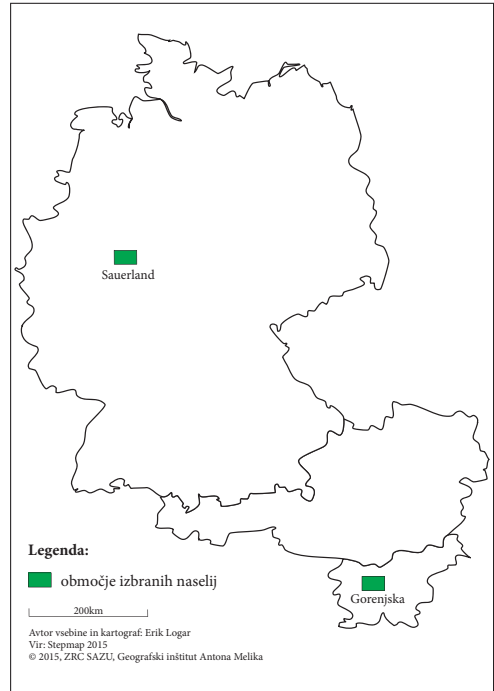 Sauerland
Gorenjska
Legenda:
območje izbranih naselij
200km
Avtor vsebine in kartograf: Erik Logar
Vir: Stepmap 2015
© 2015, ZRC SAZU, Geografski inštitut Antona Melika